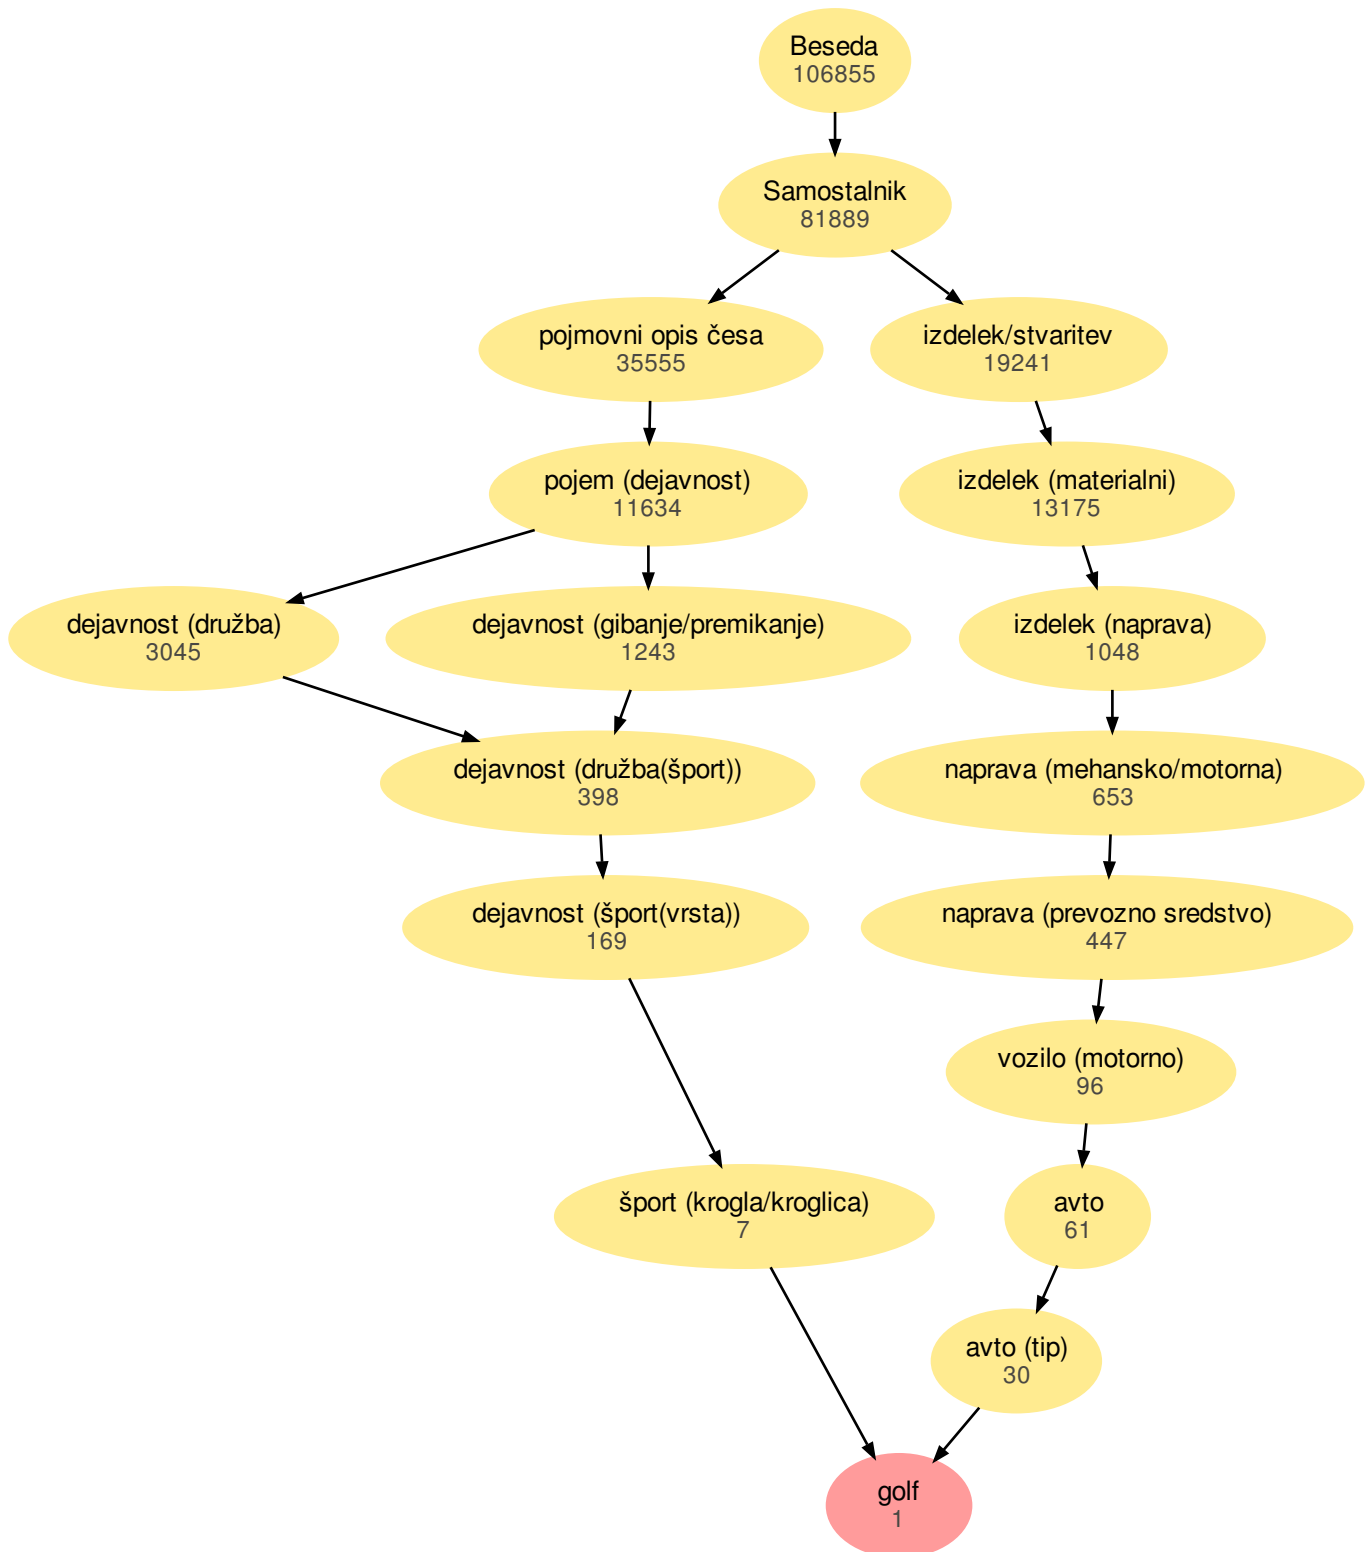 Beseda
106855
Samostalnik
81889
pojmovni opis česa
35555
izdelek/stvaritev
19241
pojem (dejavnost)
11634
izdelek (materialni)
13175
dejavnost (družba)
3045
dejavnost (gibanje/premikanje)
1243
izdelek (naprava)
1048
dejavnost (družba(šport))
398
naprava (mehansko/motorna)
653
dejavnost (šport(vrsta))
169
naprava (prevozno sredstvo)
447
vozilo (motorno)
96
šport (krogla/kroglica)
7
avto
61
avto (tip)
30
golf
1